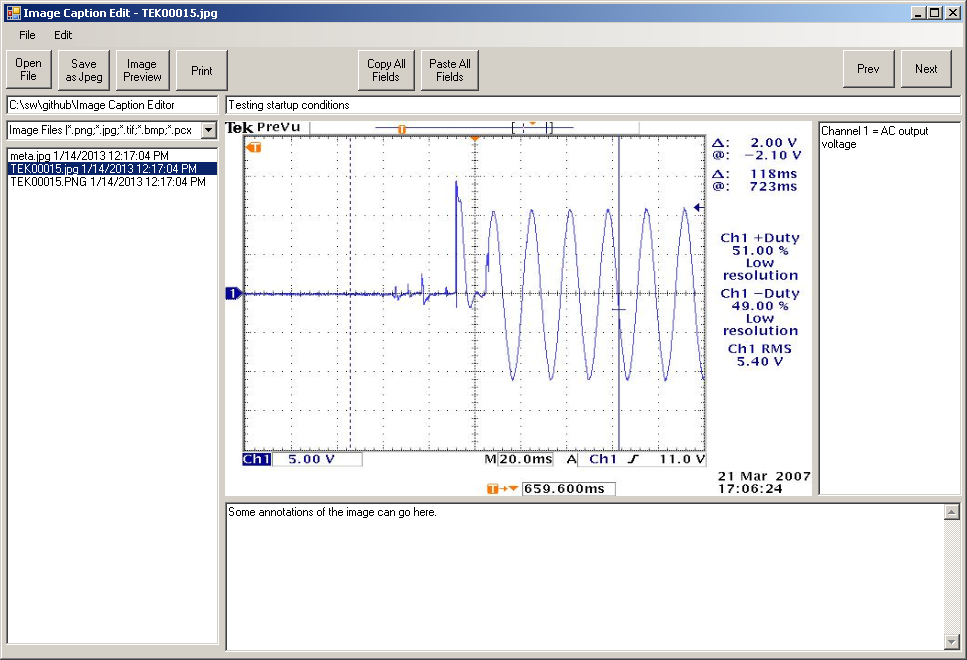 Image Caption Edit - TEK00015.jpg
File Edit
Open File
Save as Jpeg
Image Preview
Print
Copy All Fields
Paste All Fields
Prev
Next
C:\sw\github\Image Caption Editor
Testing startup conditions
Image Files (*.png;*.jpg;*.tif;*.bmp;*.pcx
meta.jpg 1/14/2013 12:17:04 PM
TEK00015.jpg 1/14/2013 12:17:04 PM
TEK00015.PNG 1/14/2013 12:17:04 PM
Tek PreVu
T
T
1
Δ: 2.00 V
@: −2.10 V
Δ: 118ms
@: 723ms
Ch1 +Duty
51.00 %
Low
resolution
Ch1 −Duty
49.00 %
Low
resolution
Ch1 RMS
5.40 V
Ch1 5.00 V M 20.0ms A Ch1 ∫ 11.0 V
T→▼ 659.600ms
21 Mar 2007
17:06:24
Channel 1 = AC output
voltage
Some annotations of the image can go here.